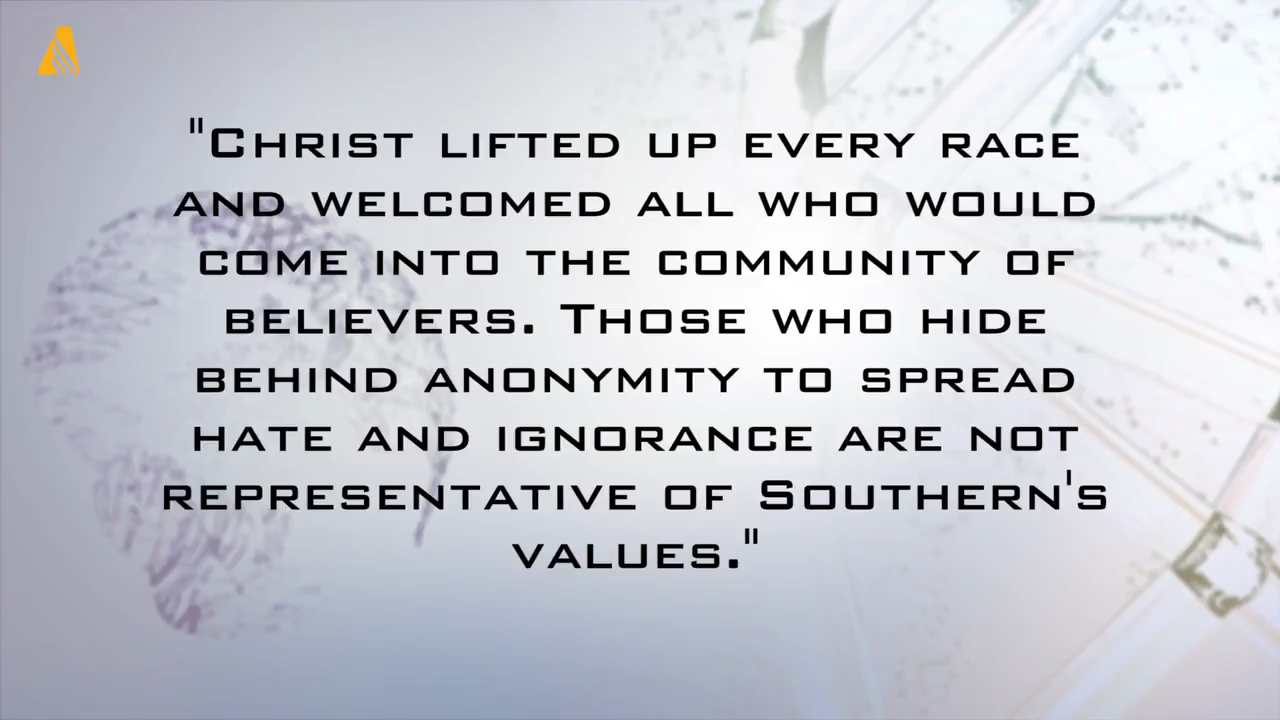 "Christ lifted up every race
and welcomed all who would
come into the community of
believers. Those who hide
behind anonymity to spread
hate and ignorance are not
representative of Southern's
values."